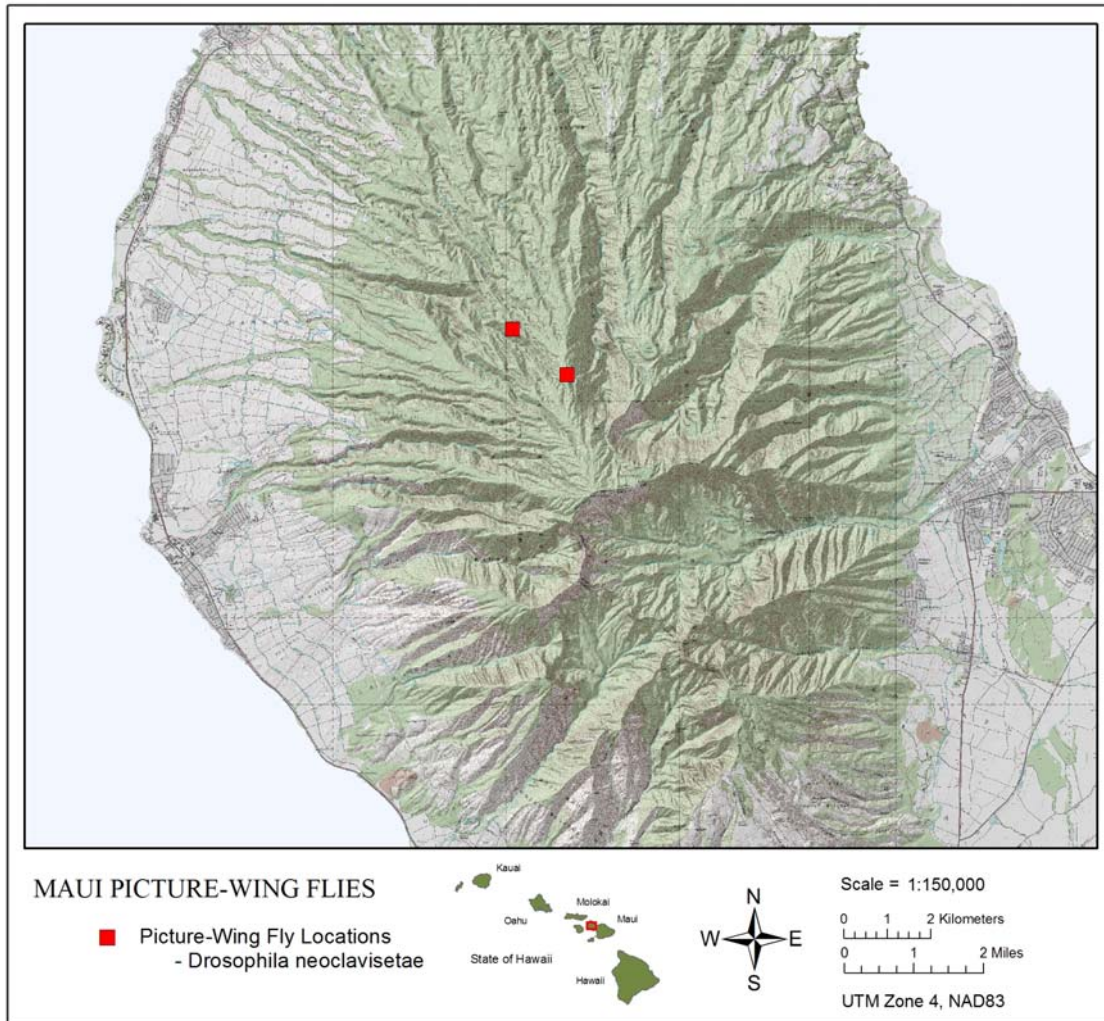 MAUI PICTURE-WING FLIES
Picture-Wing Fly Locations
- Drosophila neoclavisetae
Kauai
Oahu
Molokai
Maui
State of Hawaii
Hawaii
N
W E
S
Scale = 1:150,000
0 1 2 Kilometers
0 1 2 Miles
UTM Zone 4, NAD83